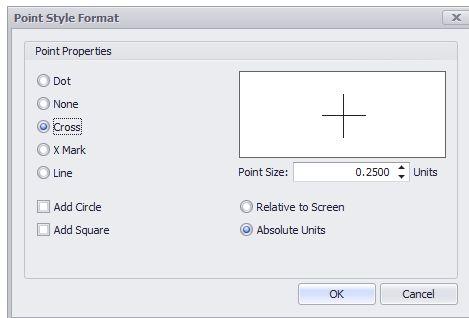 Point Style Format
Point Properties
Dot
None
Cross
X Mark
Line
Point Size: 0.2500 Units
Add Circle
Relative to Screen
Add Square
Absolute Units
OK
Cancel